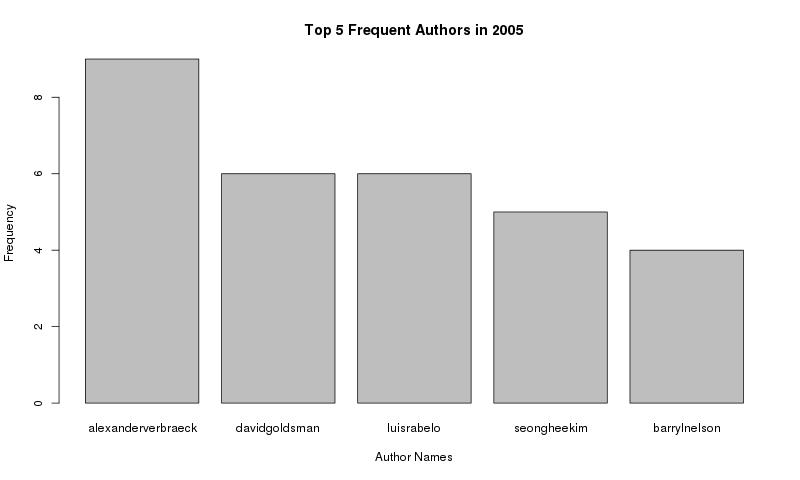 Top 5 Frequent Authors in 2005
Frequency
8
6
4
2
0
alexanderverbraeck davidgoldsman luisrabelo seongheekim barrylnelson
Author Names